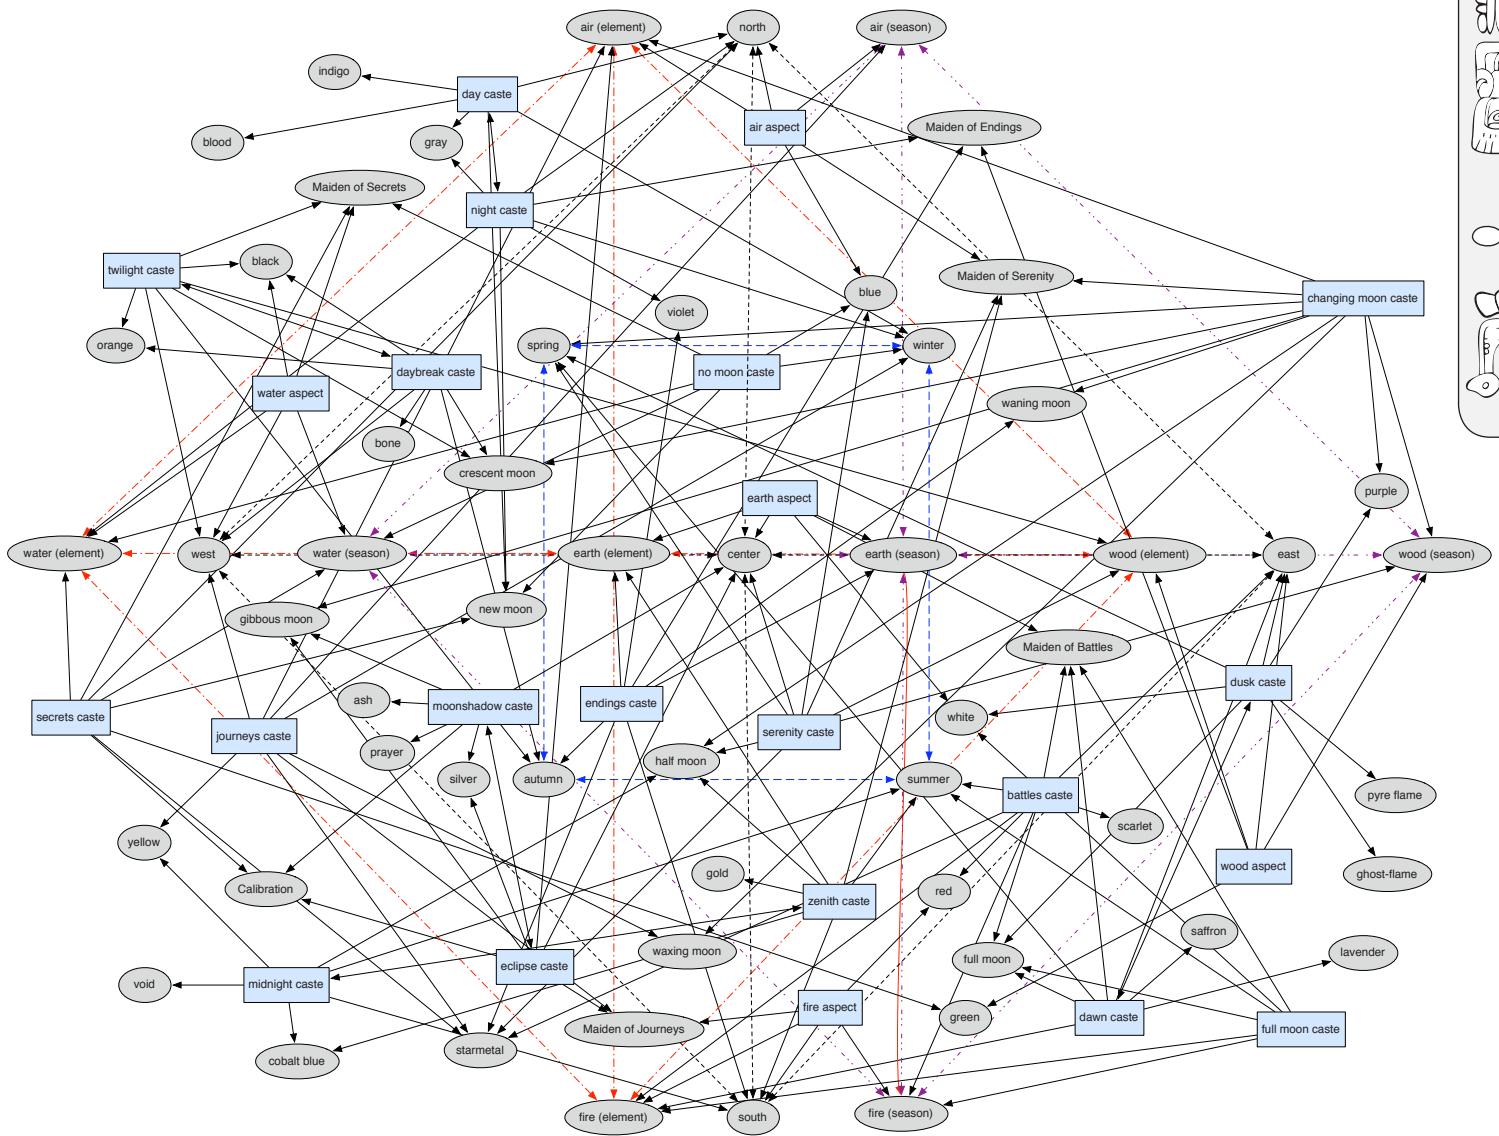 air (element)
north
air (season)
indigo
day caste
blood
gray
air aspect
Maiden of Endings
Maiden of Secrets
night caste
twilight caste
black
Maiden of Serenity
blue
changing moon caste
violet
orange
spring
winter
daybreak caste
no moon caste
water aspect
waning moon
bone
crescent moon
earth aspect
purple
water (element)
west
water (season)
earth (element)
center
earth (season)
wood (element)
east
wood (season)
gibbous moon
new moon
Maiden of Battles
dusk caste
ash
secrets caste
moonshadow caste
endings caste
white
journeys caste
serenity caste
prayer
half moon
silver
autumn
summer
battles caste
pyre flame
scarlet
yellow
wood aspect
Calibration
gold
red
ghost-flame
zenith caste
saffron
waxing moon
full moon
lavender
eclipse caste
void
midnight caste
fire aspect
green
dawn caste
Maiden of Journeys
full moon caste
starmetal
cobalt blue
fire (element)
south
fire (season)